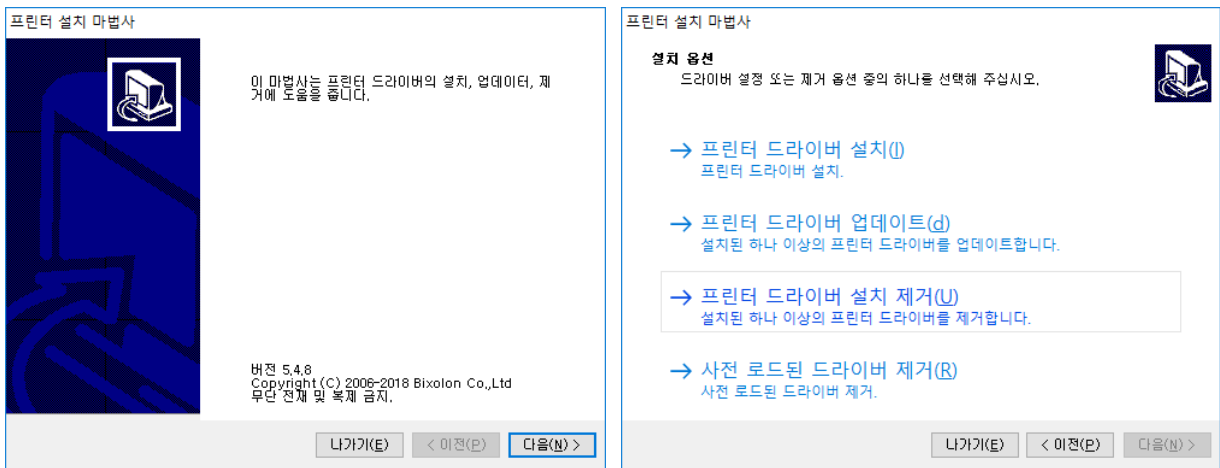 프린터 설치 마법사
이 마법사는 프린터 드라이버의 설치, 업데이터, 제
거에 도움을 줍니다.
버전 5.4.8
Copyright (C) 2006-2018 Bixolon Co.,Ltd
무단 전재 및 복제 금지.
나가기(E)
< 이전(P)
다음(N) >
프린터 설치 마법사
설치 옵션
드라이버 설정 또는 제거 옵션 중의 하나를 선택해 주십시오.
→ 프린터 드라이버 설치(I)
프린터 드라이버 설치.
→ 프린터 드라이버 업데이트(d)
설치된 하나 이상의 프린터 드라이버를 업데이트합니다.
→ 프린터 드라이버 설치 제거(U)
설치된 하나 이상의 프린터 드라이버를 제거합니다.
→ 사전 로드된 드라이버 제거(R)
사전 로드된 드라이버 제거.
나가기(E)
< 이전(P)
다음(N) >